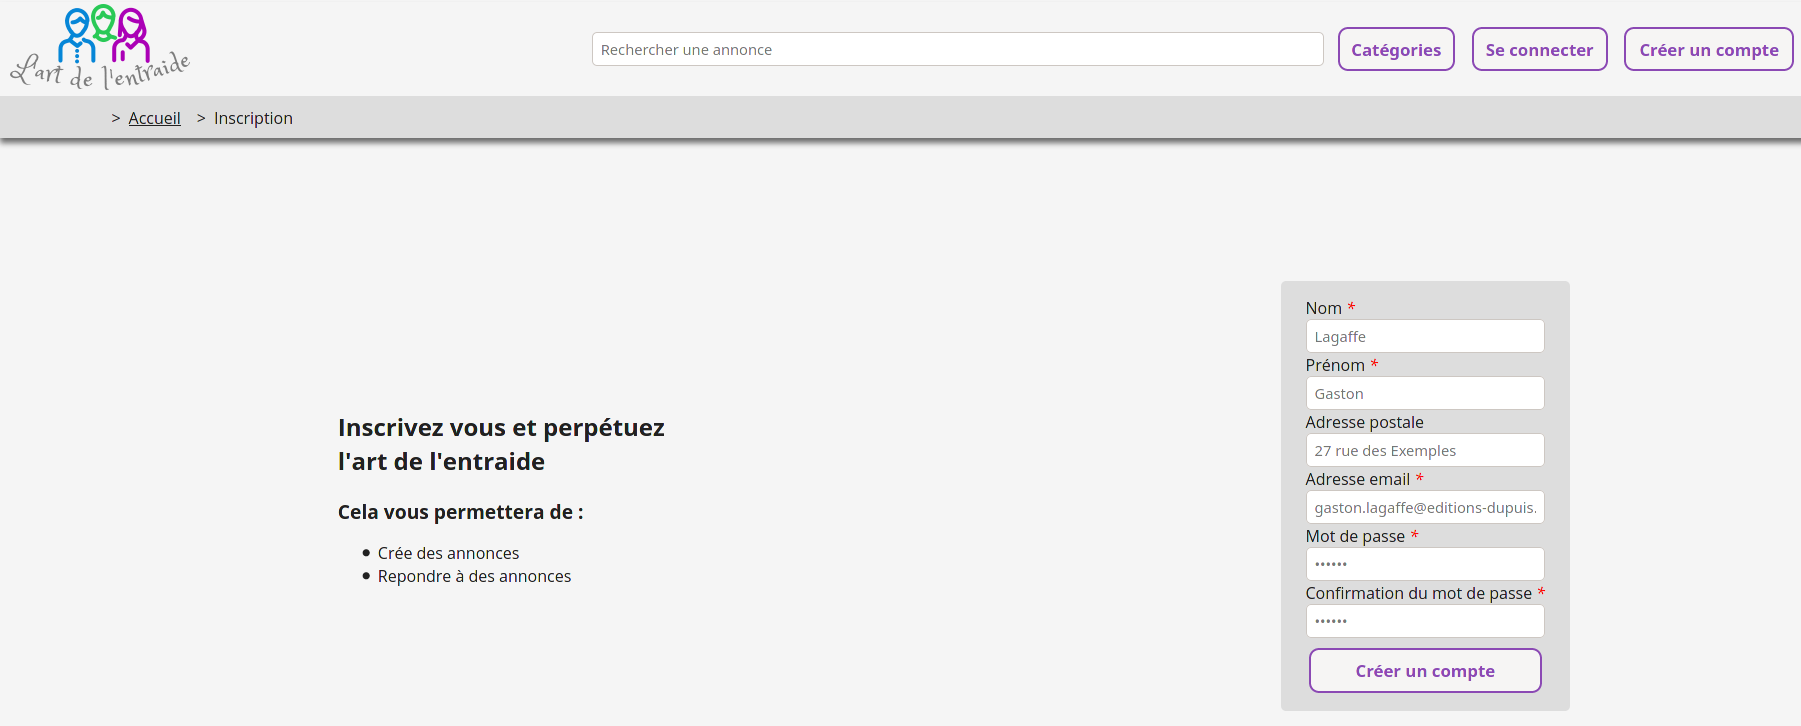 L'art de l'entraide
Rechercher une annonce
Catégories
Se connecter
Créer un compte
> Accueil > Inscription
Inscrivez vous et perpétuez
l'art de l'entraide
Cela vous permettera de :
• Crée des annonces
• Repondre à des annonces
Nom *
Lagaffe
Prénom *
Gaston
Adresse postale
27 rue des Exemples
Adresse email *
gaston.lagaffe@editions-dupuis.
Mot de passe *
••••••
Confirmation du mot de passe *
••••••
Créer un compte